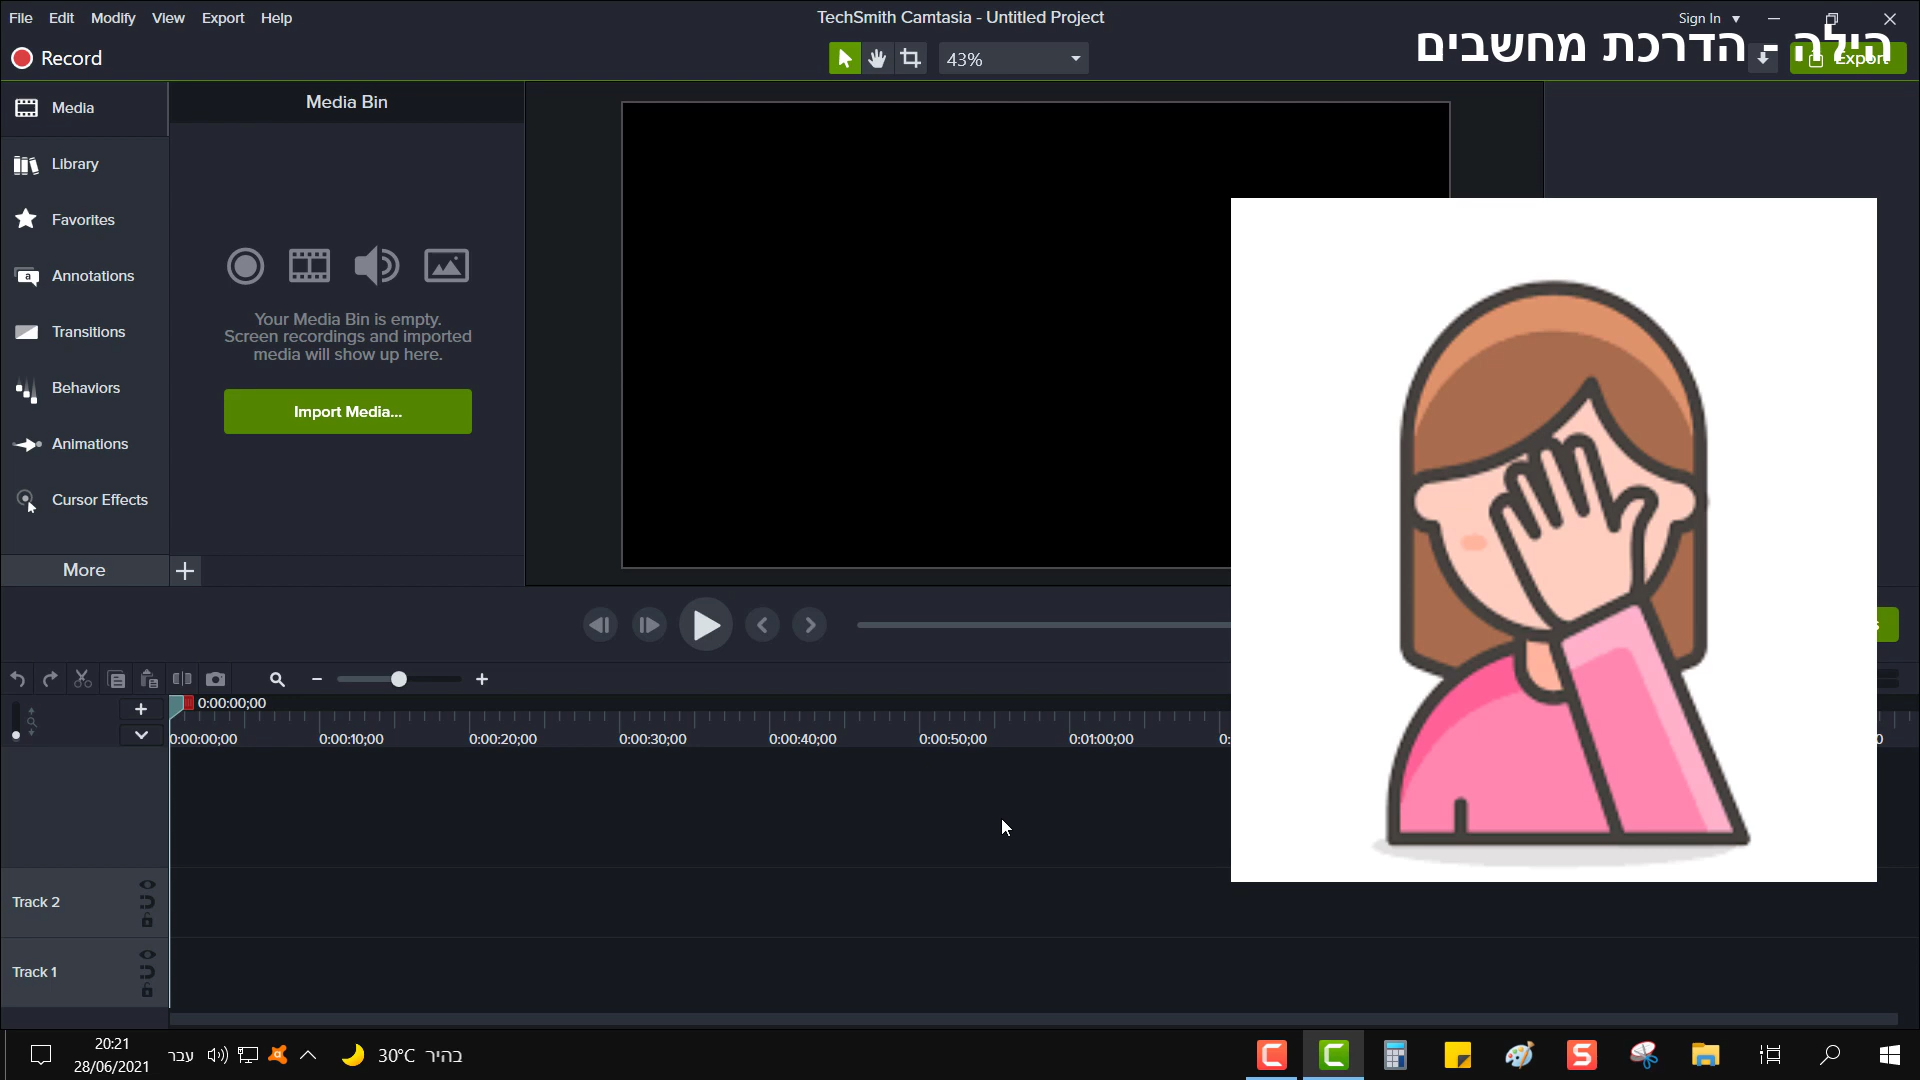 File Edit Modify View Export Help
TechSmith Camtasia - Untitled Project
Sign In
הילה - הדרכת מחשבים
Record
43%
Export
Media
Library
Favorites
Annotations
Transitions
Behaviors
Animations
Cursor Effects
More
Media Bin
Your Media Bin is empty.
Screen recordings and imported
media will show up here.
Import Media...
0:00:00;00
0:00:00;00 0:00:10;00 0:00:20;00 0:00:30;00 0:00:40;00 0:00:50;00 0:01:00;00
Track 2
Track 1
20:21
28/06/2021
עבר
30°C בהיר